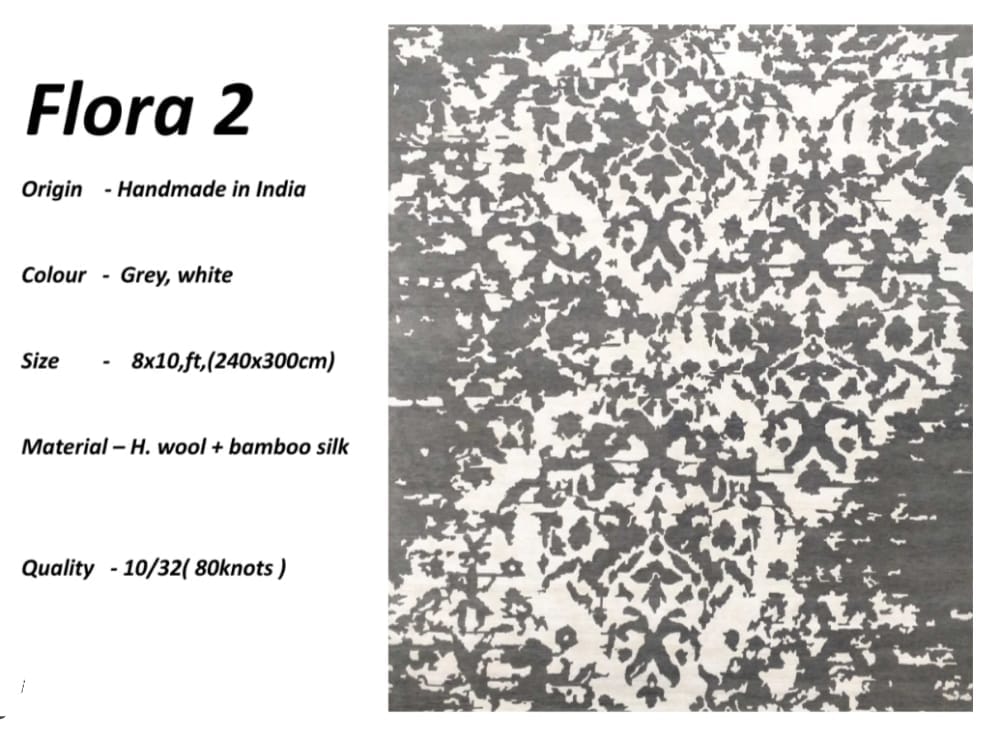 Flora 2
Origin - Handmade in India
Colour - Grey, white
Size - 8x10,ft,(240x300cm)
Material – H. wool + bamboo silk
Quality - 10/32( 80knots )
i